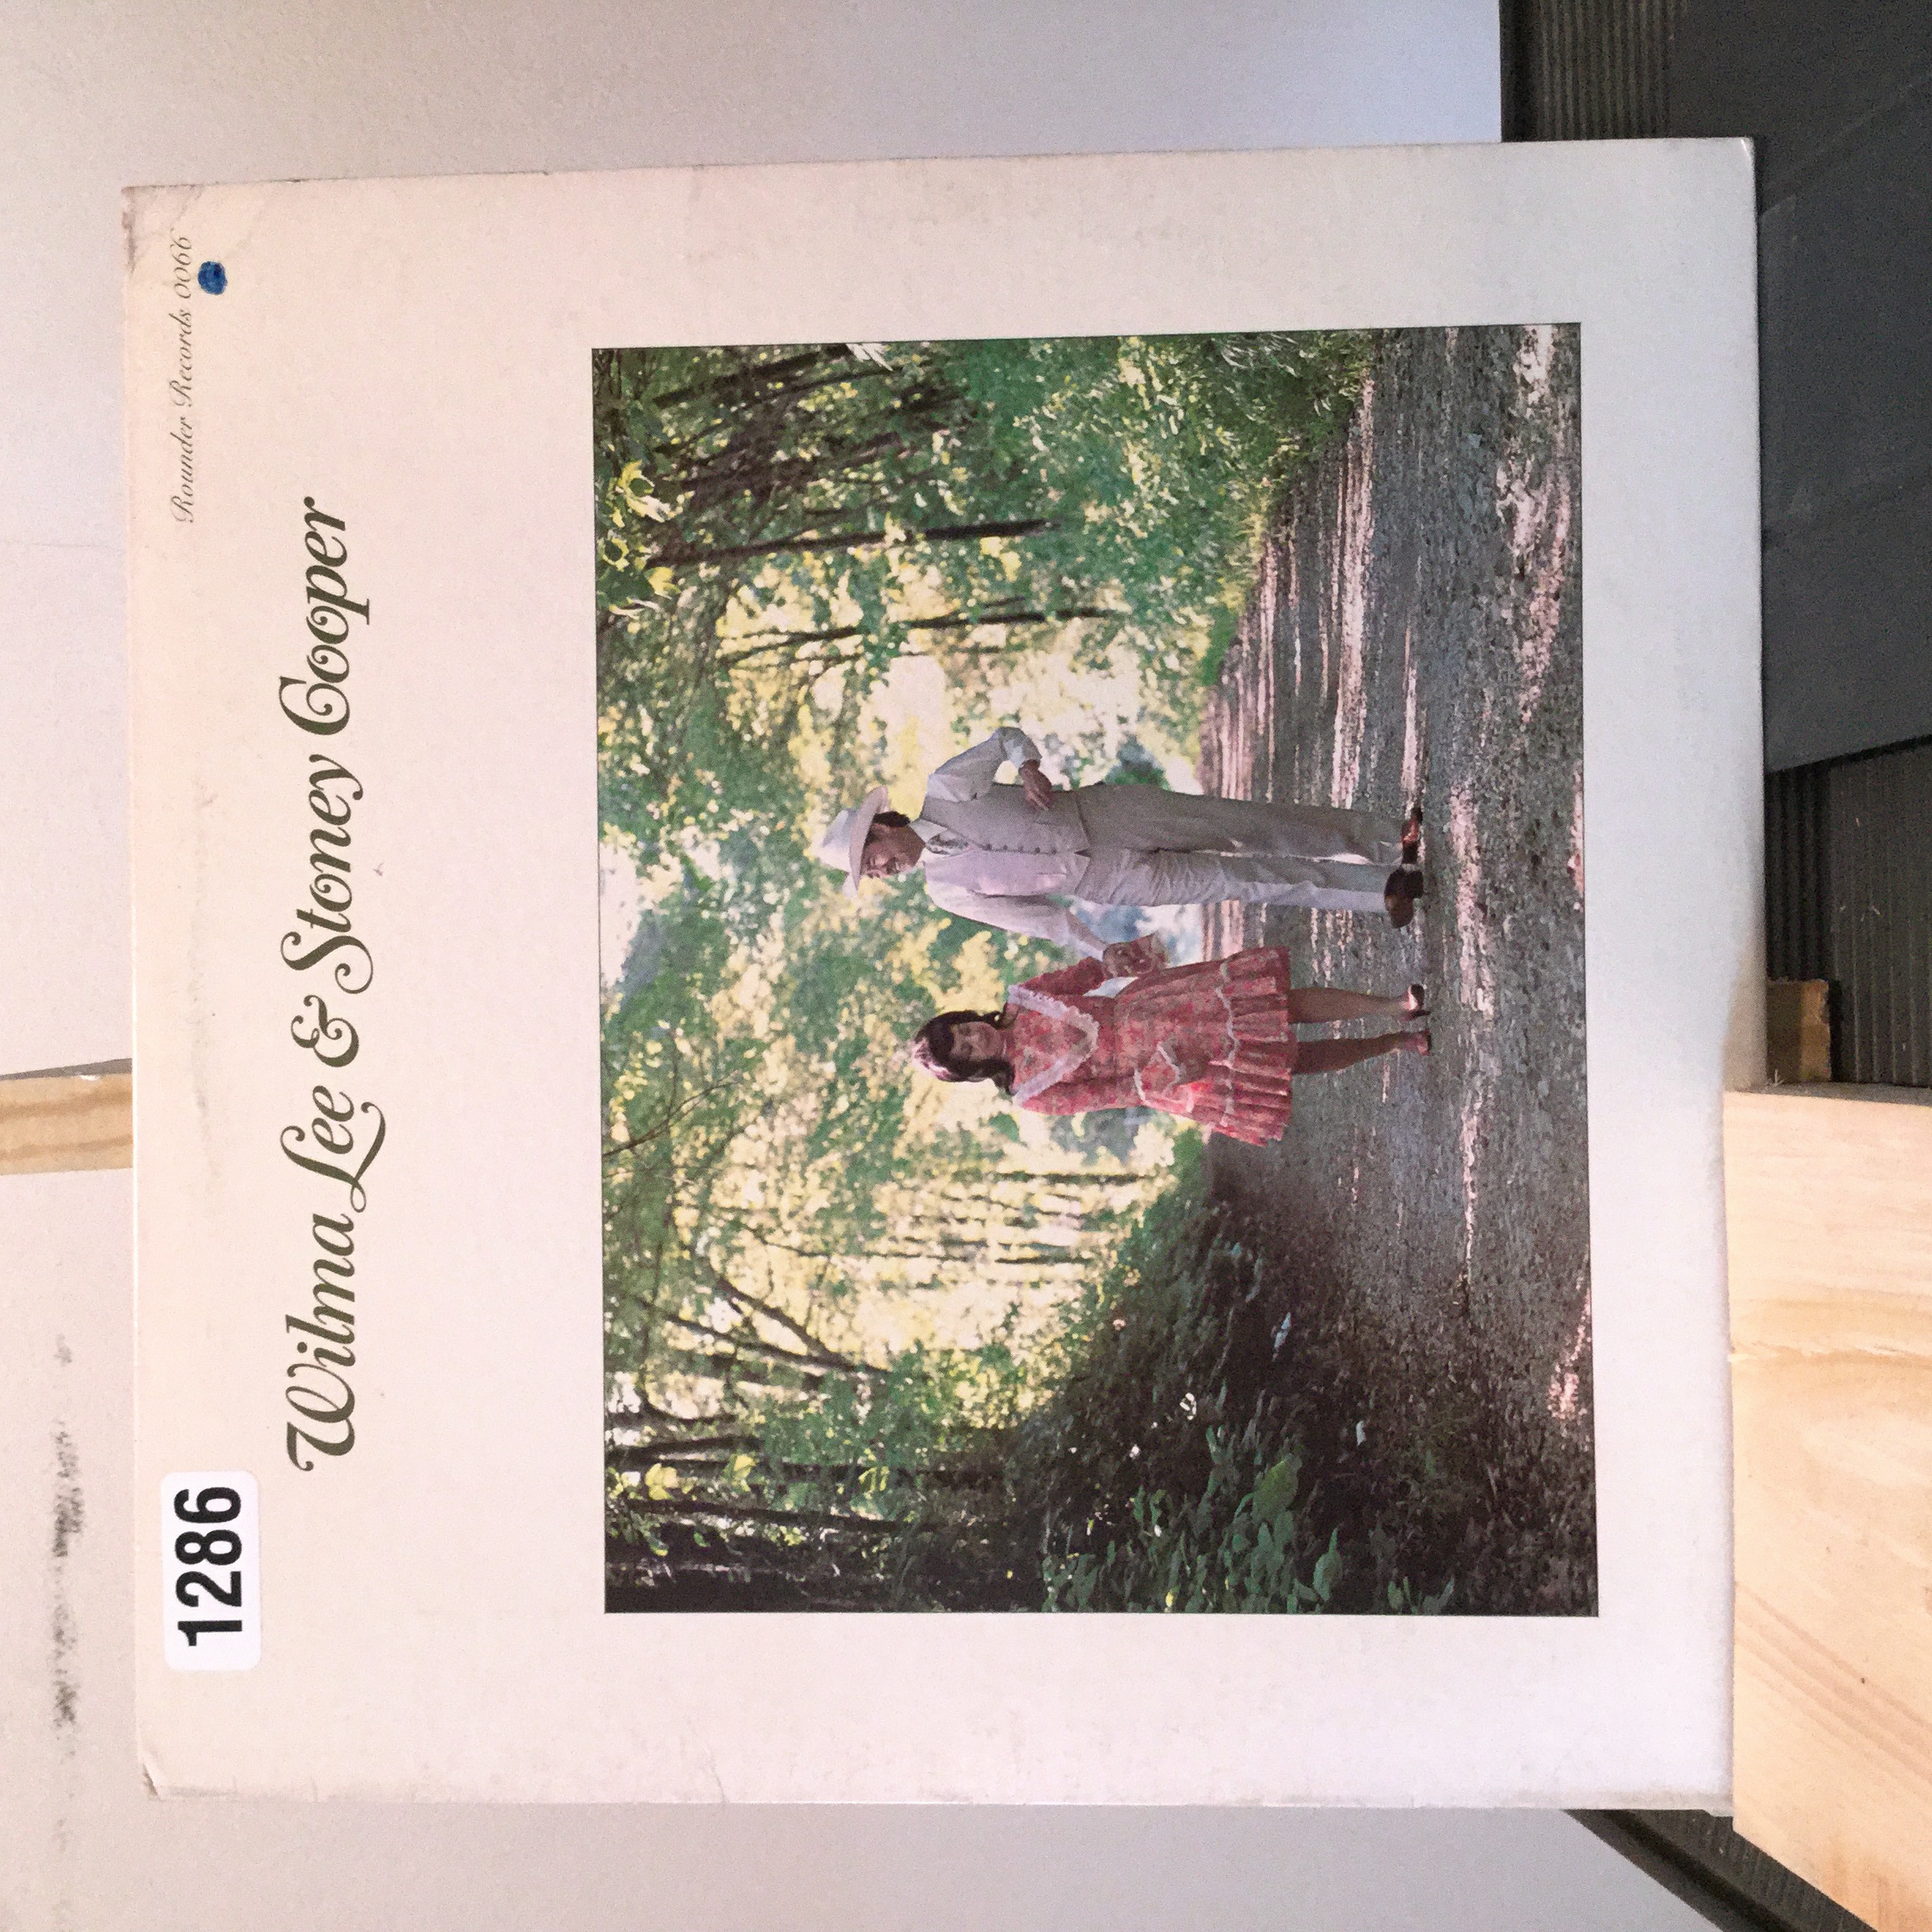 Rounder Records 0066
1286
Wilma Lee & Stoney Cooper